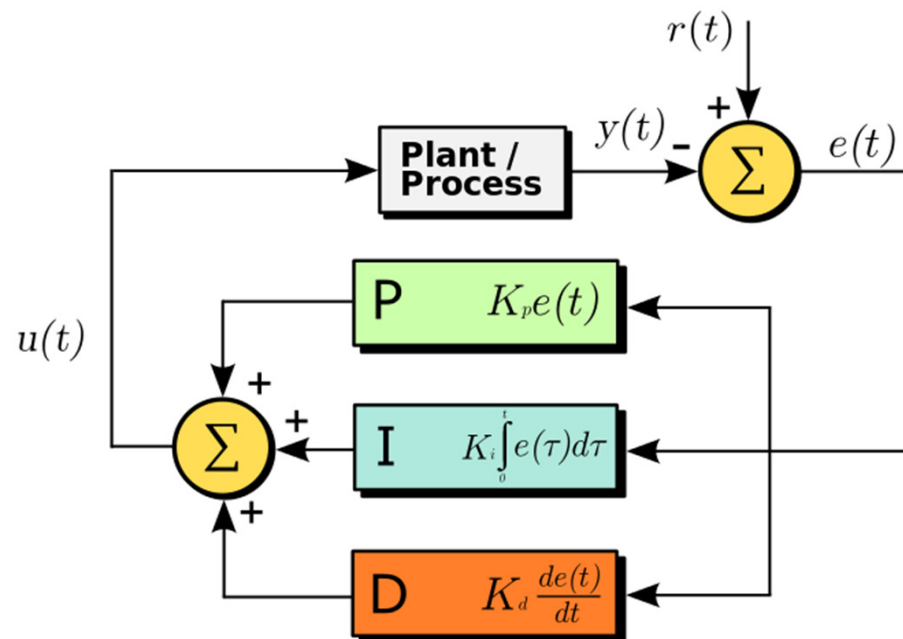 r(t)
+
Plant /
Process
y(t)
-
Σ
e(t)
P K_p e(t)
u(t)
+
Σ
+
I K_i ∫_0^t e(τ)dτ
+
D K_d de(t)/dt